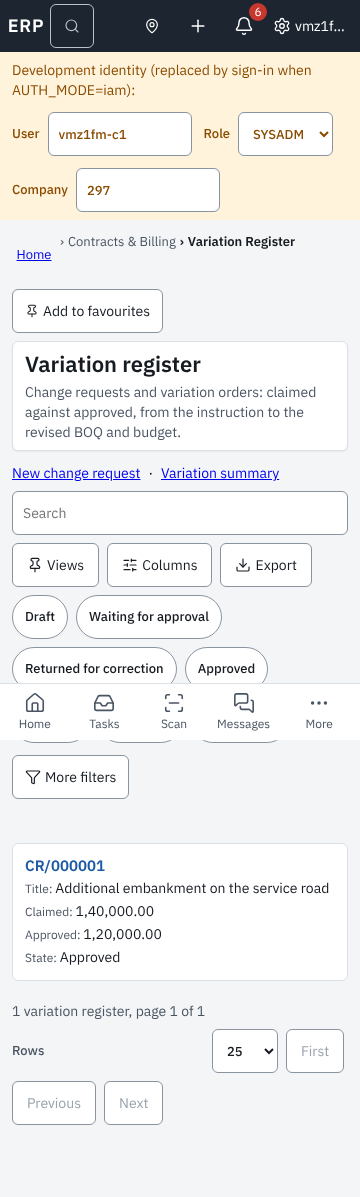 ERP
6
vmz1f...
Development identity (replaced by sign-in when
AUTH_MODE=iam):
User vmz1fm-c1 Role SYSADM
Company 297
Home › Contracts & Billing › Variation Register
Add to favourites
Variation register
Change requests and variation orders: claimed
against approved, from the instruction to the
revised BOQ and budget.
New change request · Variation summary
Search
Views Columns Export
Draft Waiting for approval
Returned for correction Approved
Home Tasks Scan Messages More
More filters
CR/000001
Title: Additional embankment on the service road
Claimed: 1,40,000.00
Approved: 1,20,000.00
State: Approved
1 variation register, page 1 of 1
Rows 25 First
Previous Next